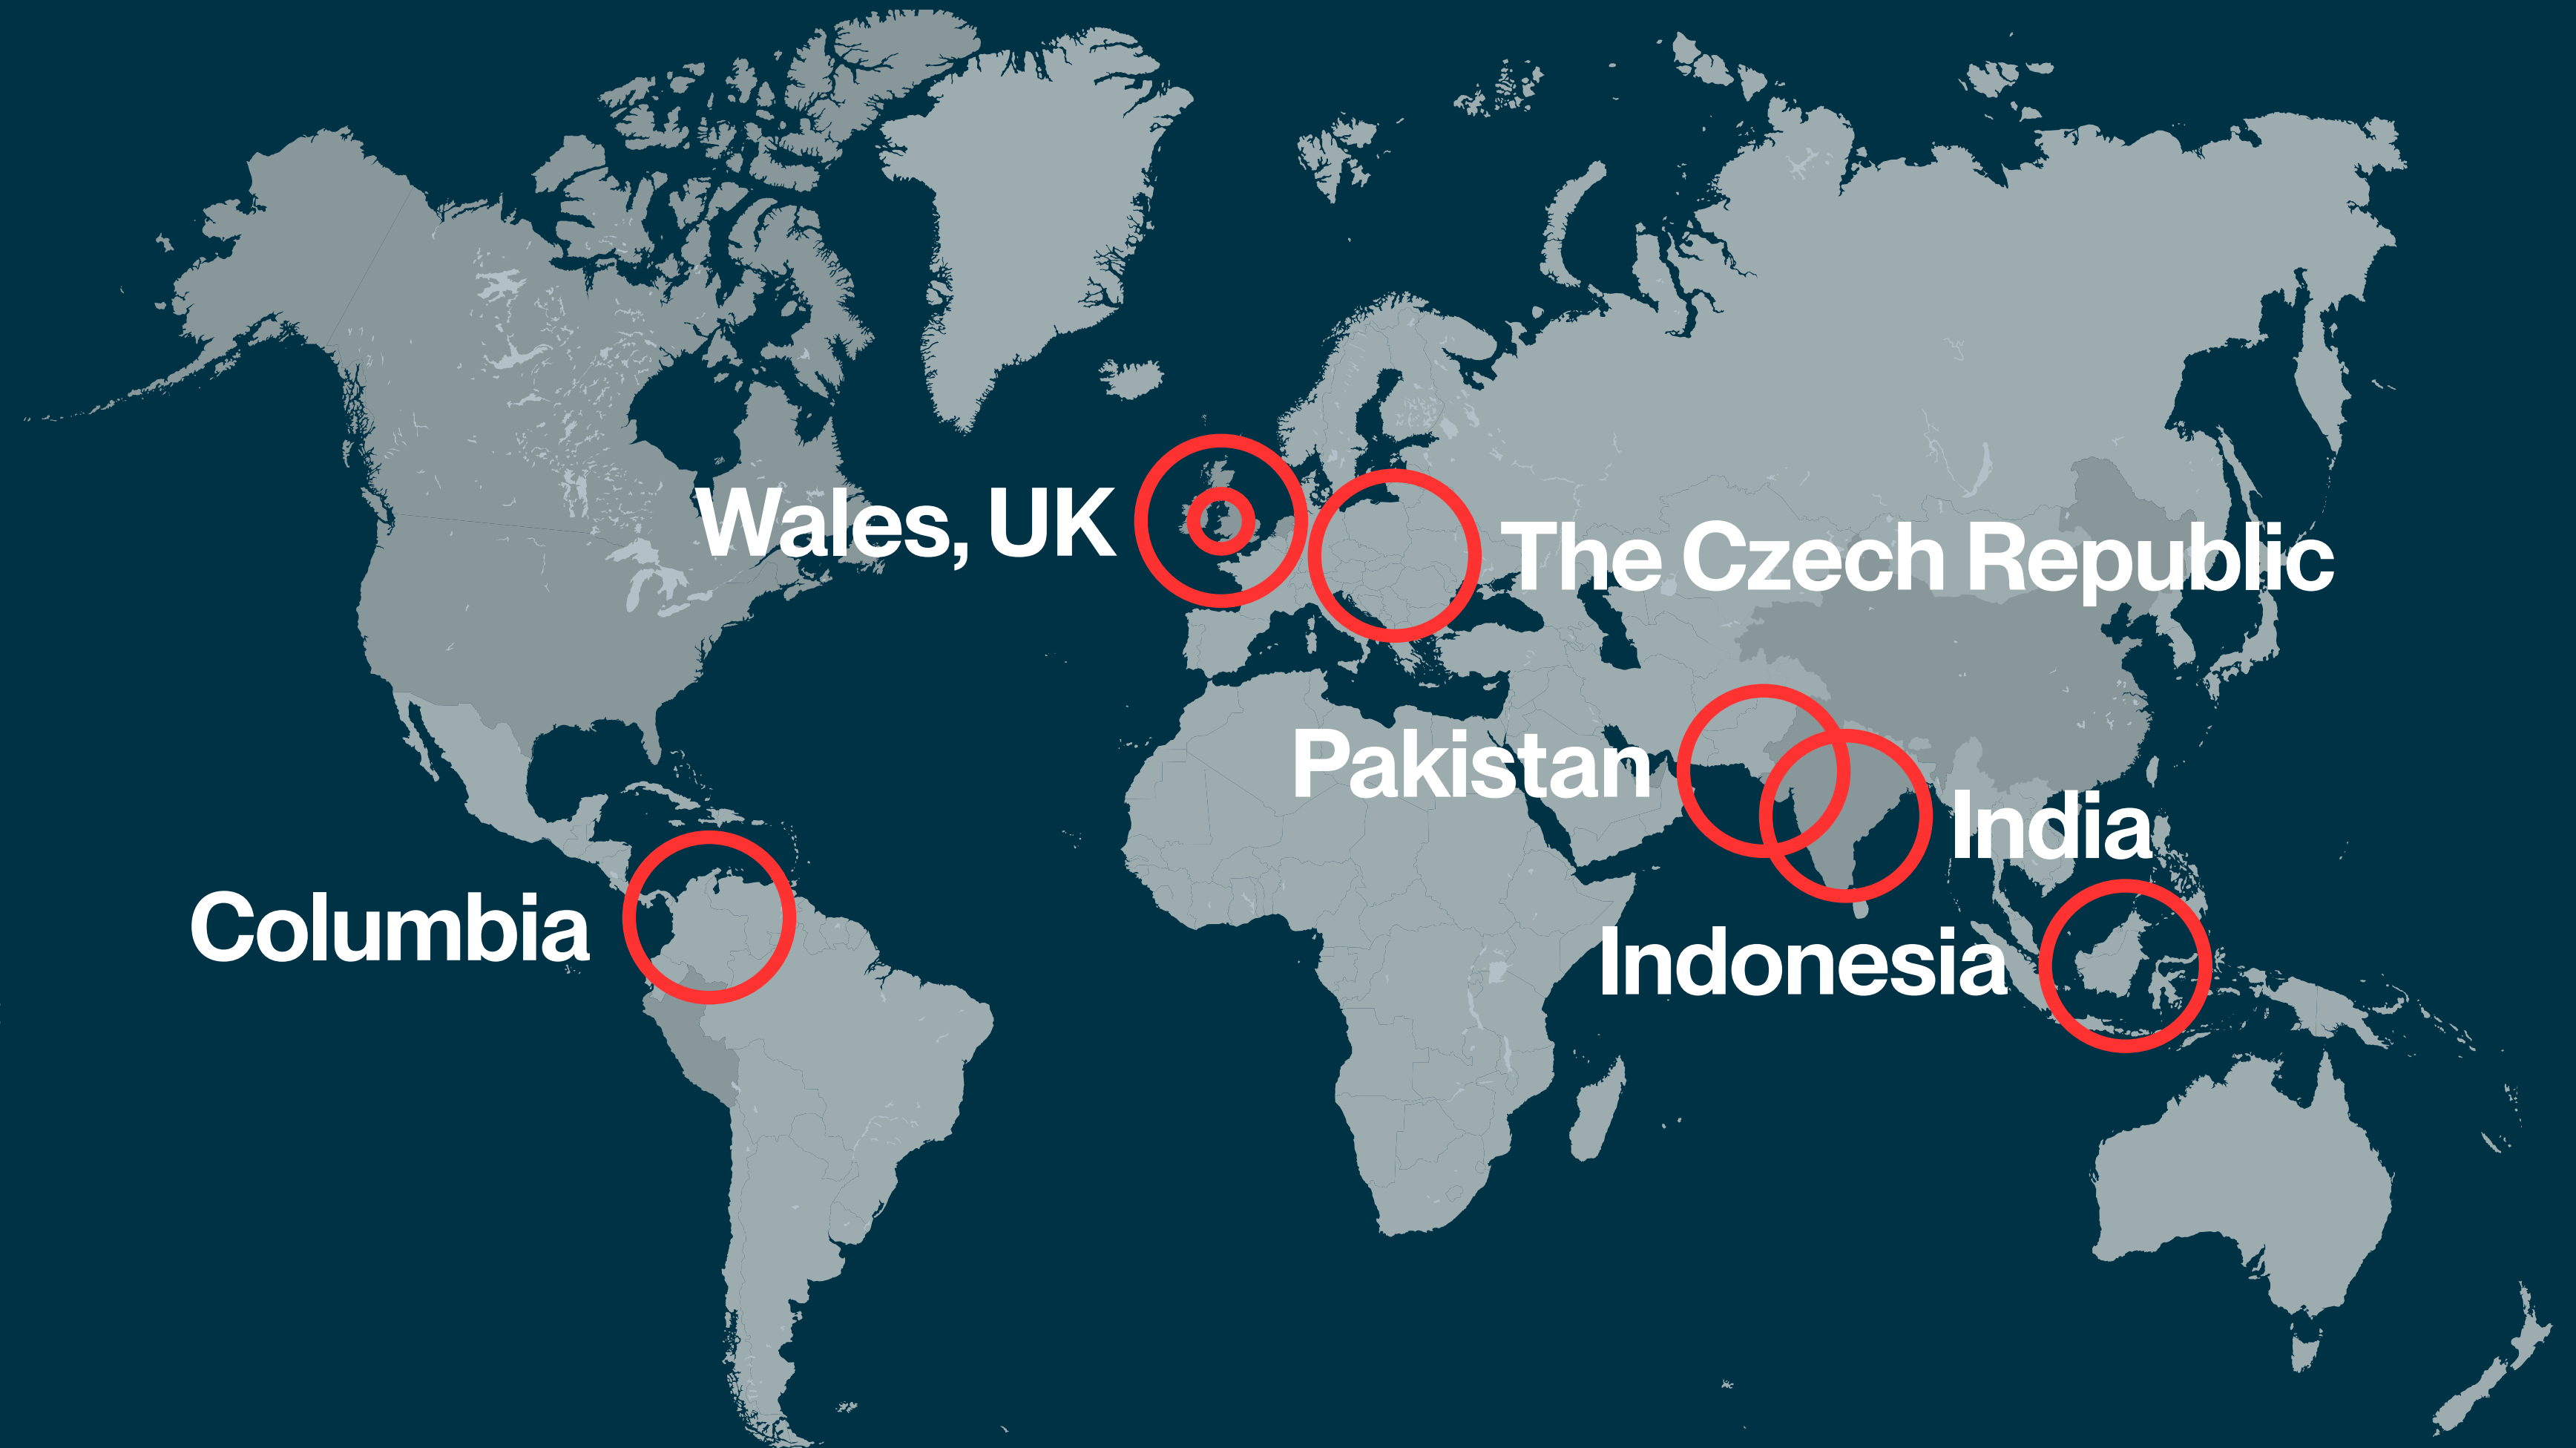 Wales, UK
The Czech Republic
Pakistan
India
Columbia
Indonesia